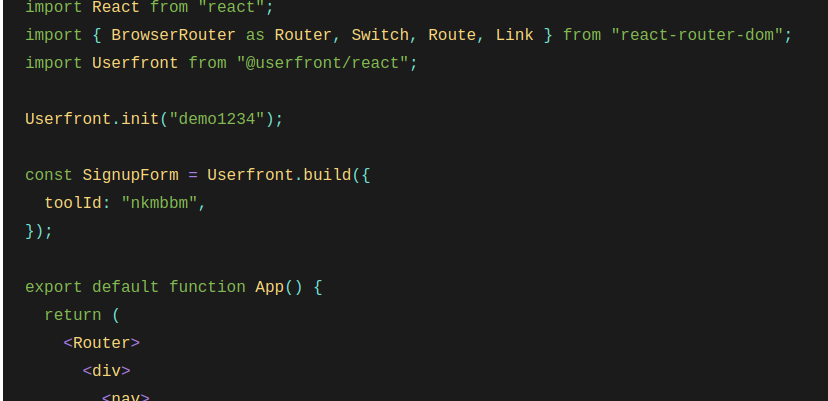 import React from "react";
import { BrowserRouter as Router, Switch, Route, Link } from "react-router-dom";
import Userfront from "@userfront/react";
Userfront.init("demo1234");
const SignupForm = Userfront.build({
  toolId: "nkmbbm",
});
export default function App() {
  return (
    <Router>
      <div>
        <nav>